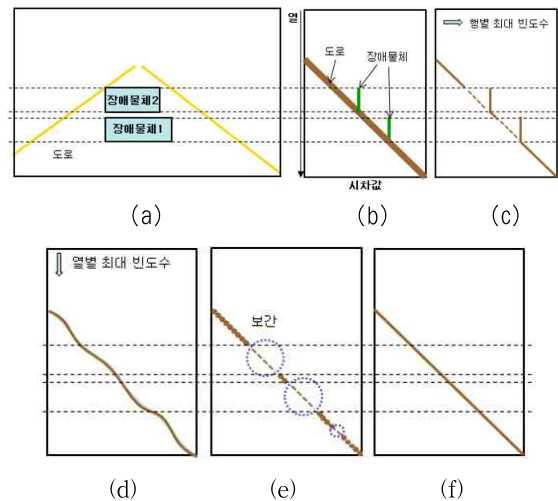 장애물체2
장애물체1
도로
(a)
열
도로
장애물체
시차값
(b)
행별 최대 빈도수
(c)
열별 최대 빈도수
(d)
보간
(e)
(f)